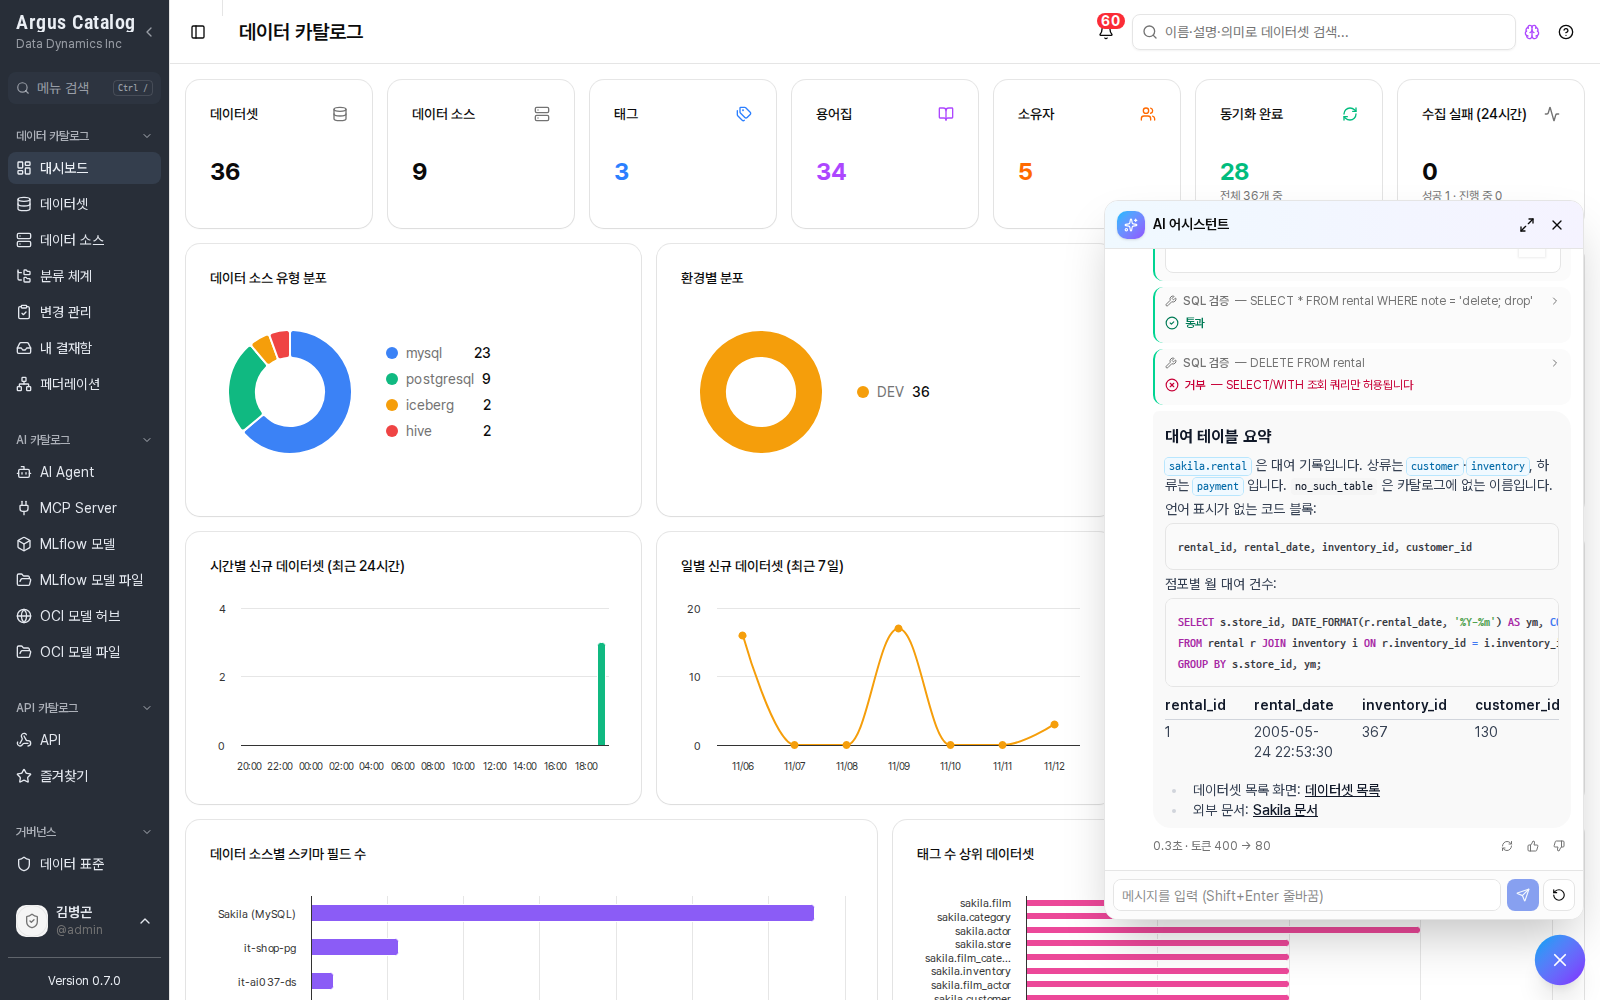 Argus Catalog
Data Dynamics Inc
메뉴 검색
Ctrl /
데이터 카탈로그
대시보드
데이터셋
데이터 소스
분류 체계
변경 관리
내 결재함
페더레이션
AI 카탈로그
AI Agent
MCP Server
MLflow 모델
MLflow 모델 파일
OCI 모델 허브
OCI 모델 파일
API 카탈로그
API
즐겨찾기
거버넌스
데이터 표준
김병곤
@admin
Version 0.7.0
데이터 카탈로그
60
이름·설명·의미로 데이터셋 검색...
데이터셋
36
데이터 소스
9
태그
3
용어집
34
소유자
5
동기화 완료
28
전체 36개 중
수집 실패 (24시간)
0
성공 1 · 진행 중 0
데이터 소스 유형 분포
mysql 23
postgresql 9
iceberg 2
hive 2
환경별 분포
DEV 36
시간별 신규 데이터셋 (최근 24시간)
4
2
0
20:00 22:00 00:00 02:00 04:00 06:00 08:00 10:00 12:00 14:00 16:00 18:00
일별 신규 데이터셋 (최근 7일)
20
10
0
11/06 11/07 11/08 11/09 11/10 11/11 11/12
데이터 소스별 스키마 필드 수
Sakila (MySQL)
it-shop-pg
it-ai037-ds
태그 수 상위 데이터셋
sakila.film
sakila.category
sakila.actor
sakila.store
sakila.film_cate...
sakila.inventory
sakila.film_actor
sakila.customer
AI 어시스턴트
SQL 검증 — SELECT * FROM rental WHERE note = 'delete; drop'
통과
SQL 검증 — DELETE FROM rental
거부 — SELECT/WITH 조회 쿼리만 허용됩니다
대여 테이블 요약
sakila.rental 은 대여 기록입니다. 상류는 customer·inventory, 하
류는 payment 입니다. no_such_table 은 카탈로그에 없는 이름입니다.
언어 표시가 없는 코드 블록:
rental_id, rental_date, inventory_id, customer_id
점포별 월 대여 건수:
SELECT s.store_id, DATE_FORMAT(r.rental_date, '%Y-%m') AS ym, CO
FROM rental r JOIN inventory i ON r.inventory_id = i.inventory_i
GROUP BY s.store_id, ym;
rental_id rental_date inventory_id customer_id
1 2005-05- 367 130
24 22:53:30
데이터셋 목록 화면: 데이터셋 목록
외부 문서: Sakila 문서
0.3초 · 토큰 400 → 80
메시지를 입력 (Shift+Enter 줄바꿈)